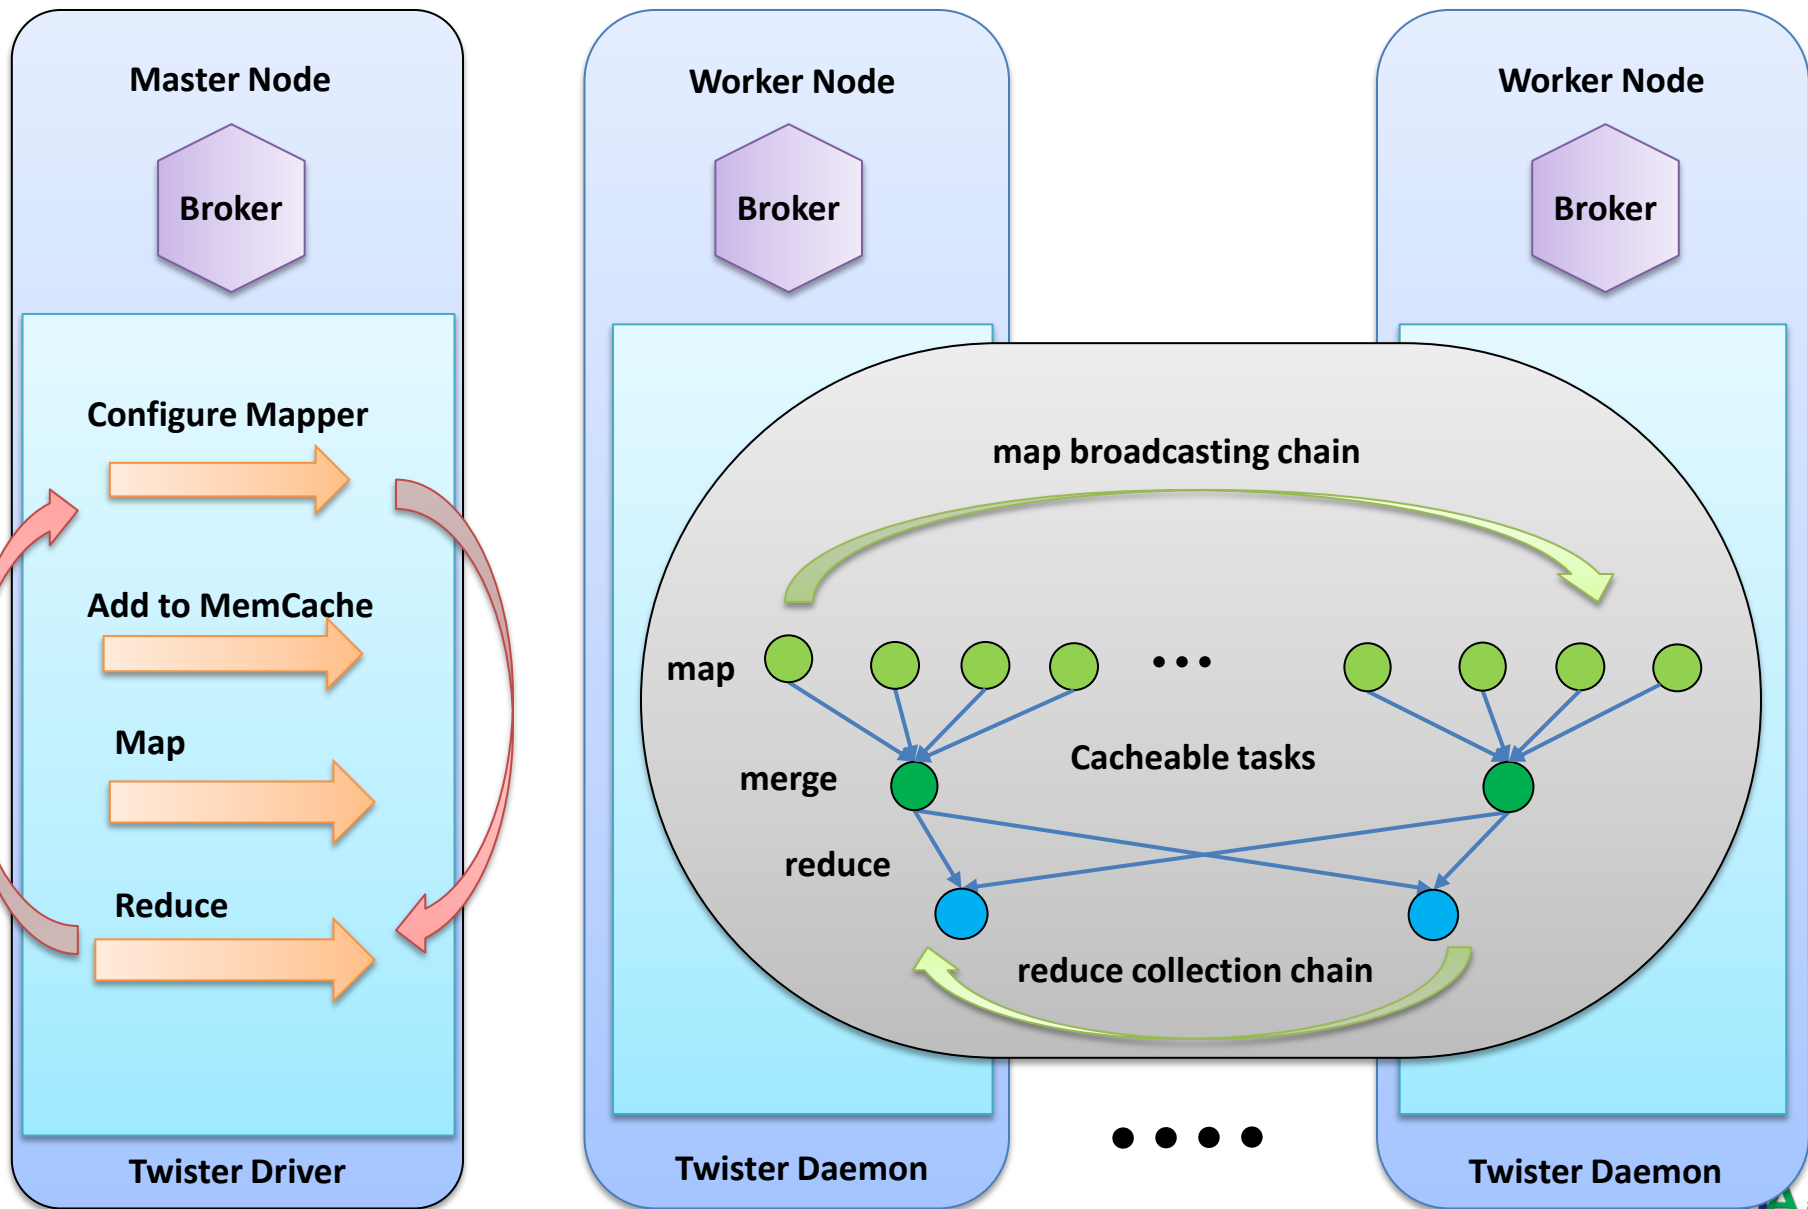 Master Node
Broker
Configure Mapper
Add to MemCache
Map
Reduce
Twister Driver
Worker Node
Broker
map broadcasting chain
map
...
Cacheable tasks
merge
reduce
reduce collection chain
Twister Daemon
....
Worker Node
Broker
Twister Daemon